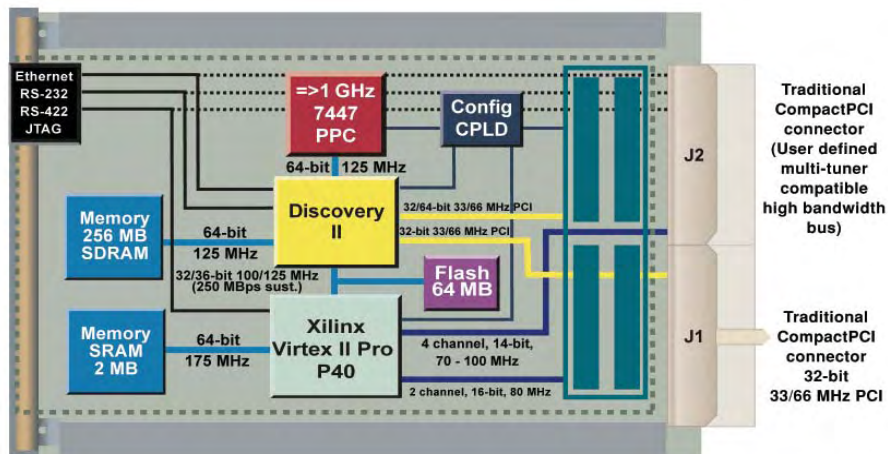 Ethernet
RS-232
RS-422
JTAG
=>1 GHz
7447
PPC
Config
CPLD
64-bit 125 MHz
Discovery
II
32/64-bit 33/66 MHz PCI
32-bit 33/66 MHz PCI
Memory
256 MB
SDRAM
64-bit
125 MHz
32/36-bit 100/125 MHz
(250 MBps sust.)
Flash
64 MB
Memory
SRAM
2 MB
64-bit
175 MHz
Xilinx
Virtex II Pro
P40
4 channel, 14-bit,
70 - 100 MHz
2 channel, 16-bit, 80 MHz
J2
J1
Traditional
CompactPCI
connector
(User defined
multi-tuner
compatible
high bandwidth
bus)
Traditional
CompactPCI
connector
32-bit
33/66 MHz PCI